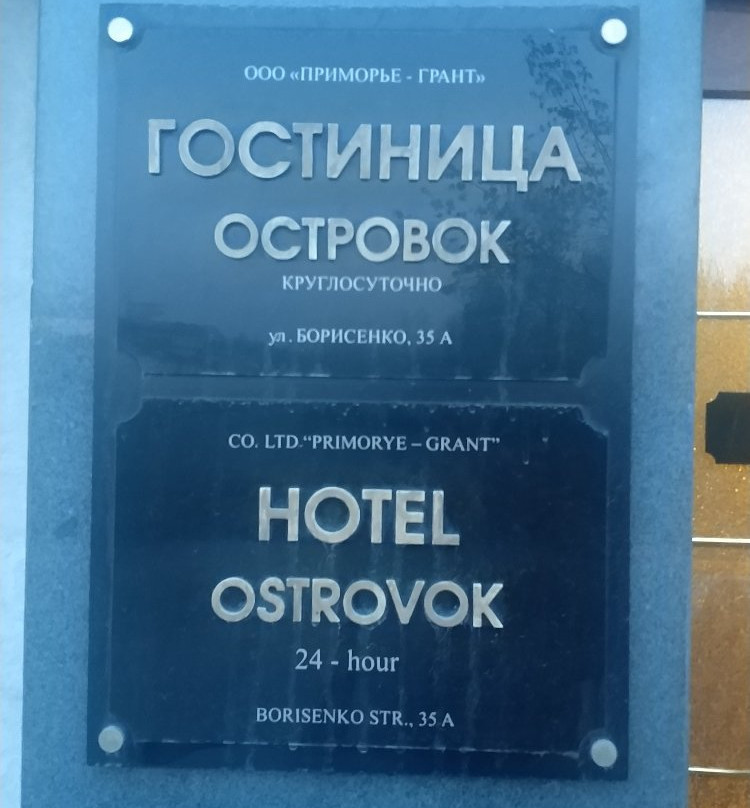 ООО «ПРИМОРЬЕ - ГРАНТ»
ГОСТИНИЦА
ОСТРОВОК
КРУГЛОСУТОЧНО
ул. БОРИСЕНКО, 35 А
CO. LTD.“PRIMORYE – GRANT”
HOTEL
OSTROVOK
24 - hour
BORISENKO STR., 35 A